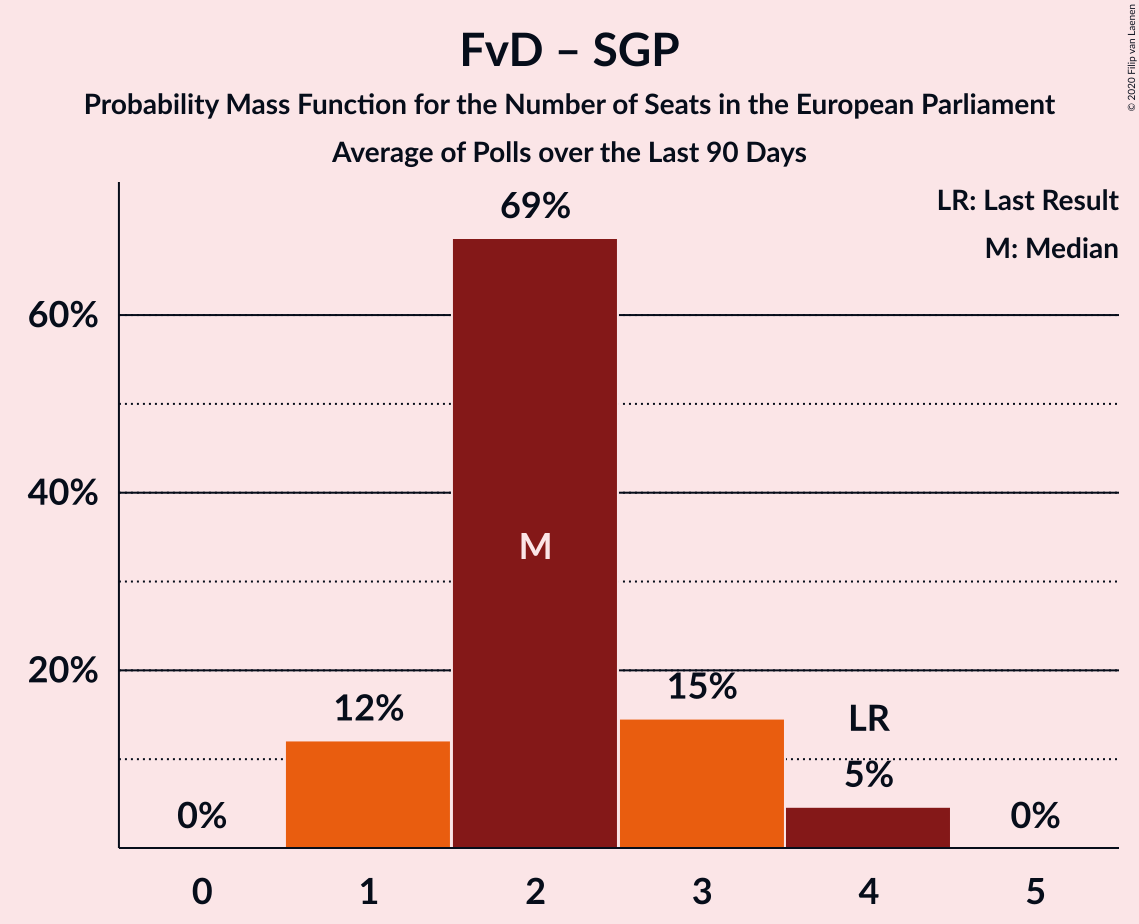 FvD – SGP
Probability Mass Function for the Number of Seats in the European Parliament
Average of Polls over the Last 90 Days
© 2020 Filip van Laenen
LR: Last Result
M: Median
60%
40%
20%
0%
12%
69%
M
15%
LR
5%
0%
0 1 2 3 4 5